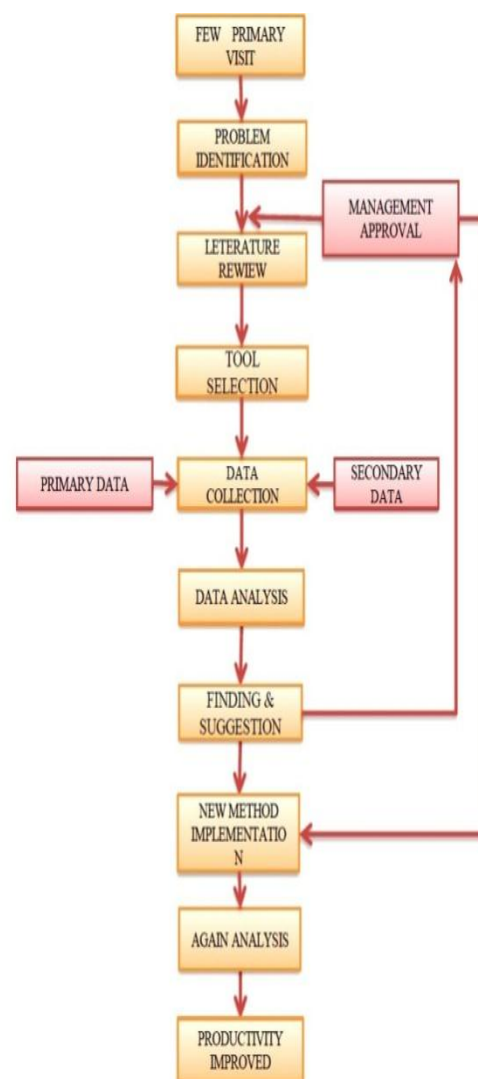 FEW PRIMARY
VISIT
PROBLEM
IDENTIFICATION
MANAGEMENT
APPROVAL
LETERATURE
REWIEW
TOOL
SELECTION
PRIMARY DATA
DATA
COLLECTION
SECONDARY
DATA
DATA ANALYSIS
FINDING &
SUGGESTION
NEW METHOD
IMPLEMENTATIO
N
AGAIN ANALYSIS
PRODUCTIVITY
IMPROVED